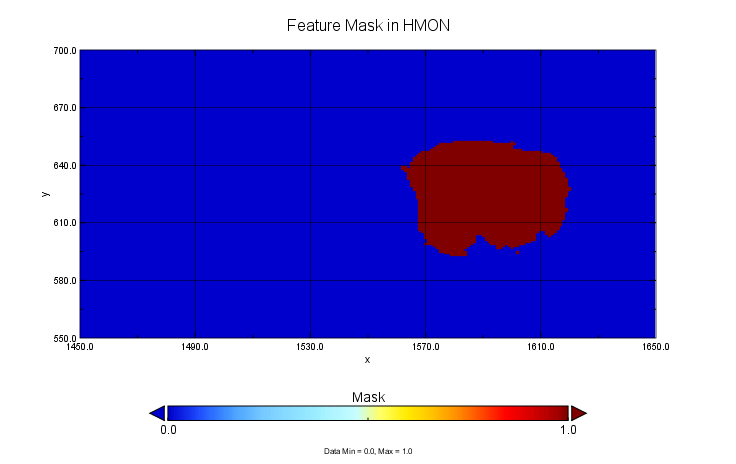 Feature Mask in HMON
700.0
670.0
640.0
y
610.0
580.0
550.0
1450.0 1490.0 1530.0 1570.0 1610.0 1650.0
x
Mask
0.0 1.0
Data Min = 0.0, Max = 1.0